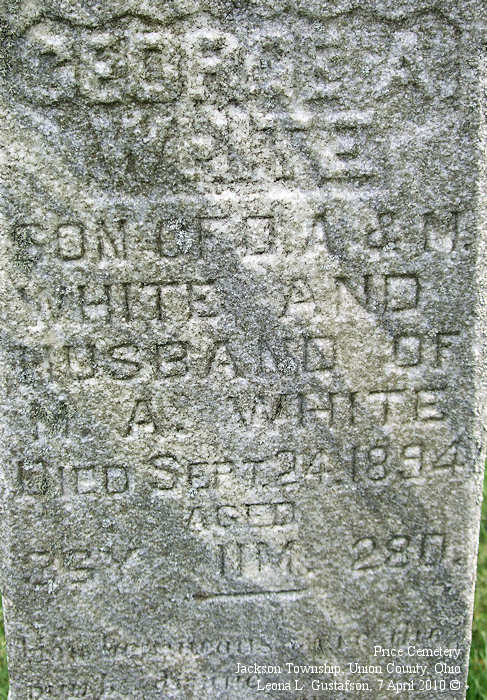 GEORGE A.
WHITE
SON OF D. A. & M.
WHITE AND
HUSBAND OF
M. A. WHITE
DIED SEPT. 24, 1894
AGED
11M. 28D.
Price Cemetery
Jackson Township, Union County, Ohio
Leona L. Gustafson, 7 April 2010 ©